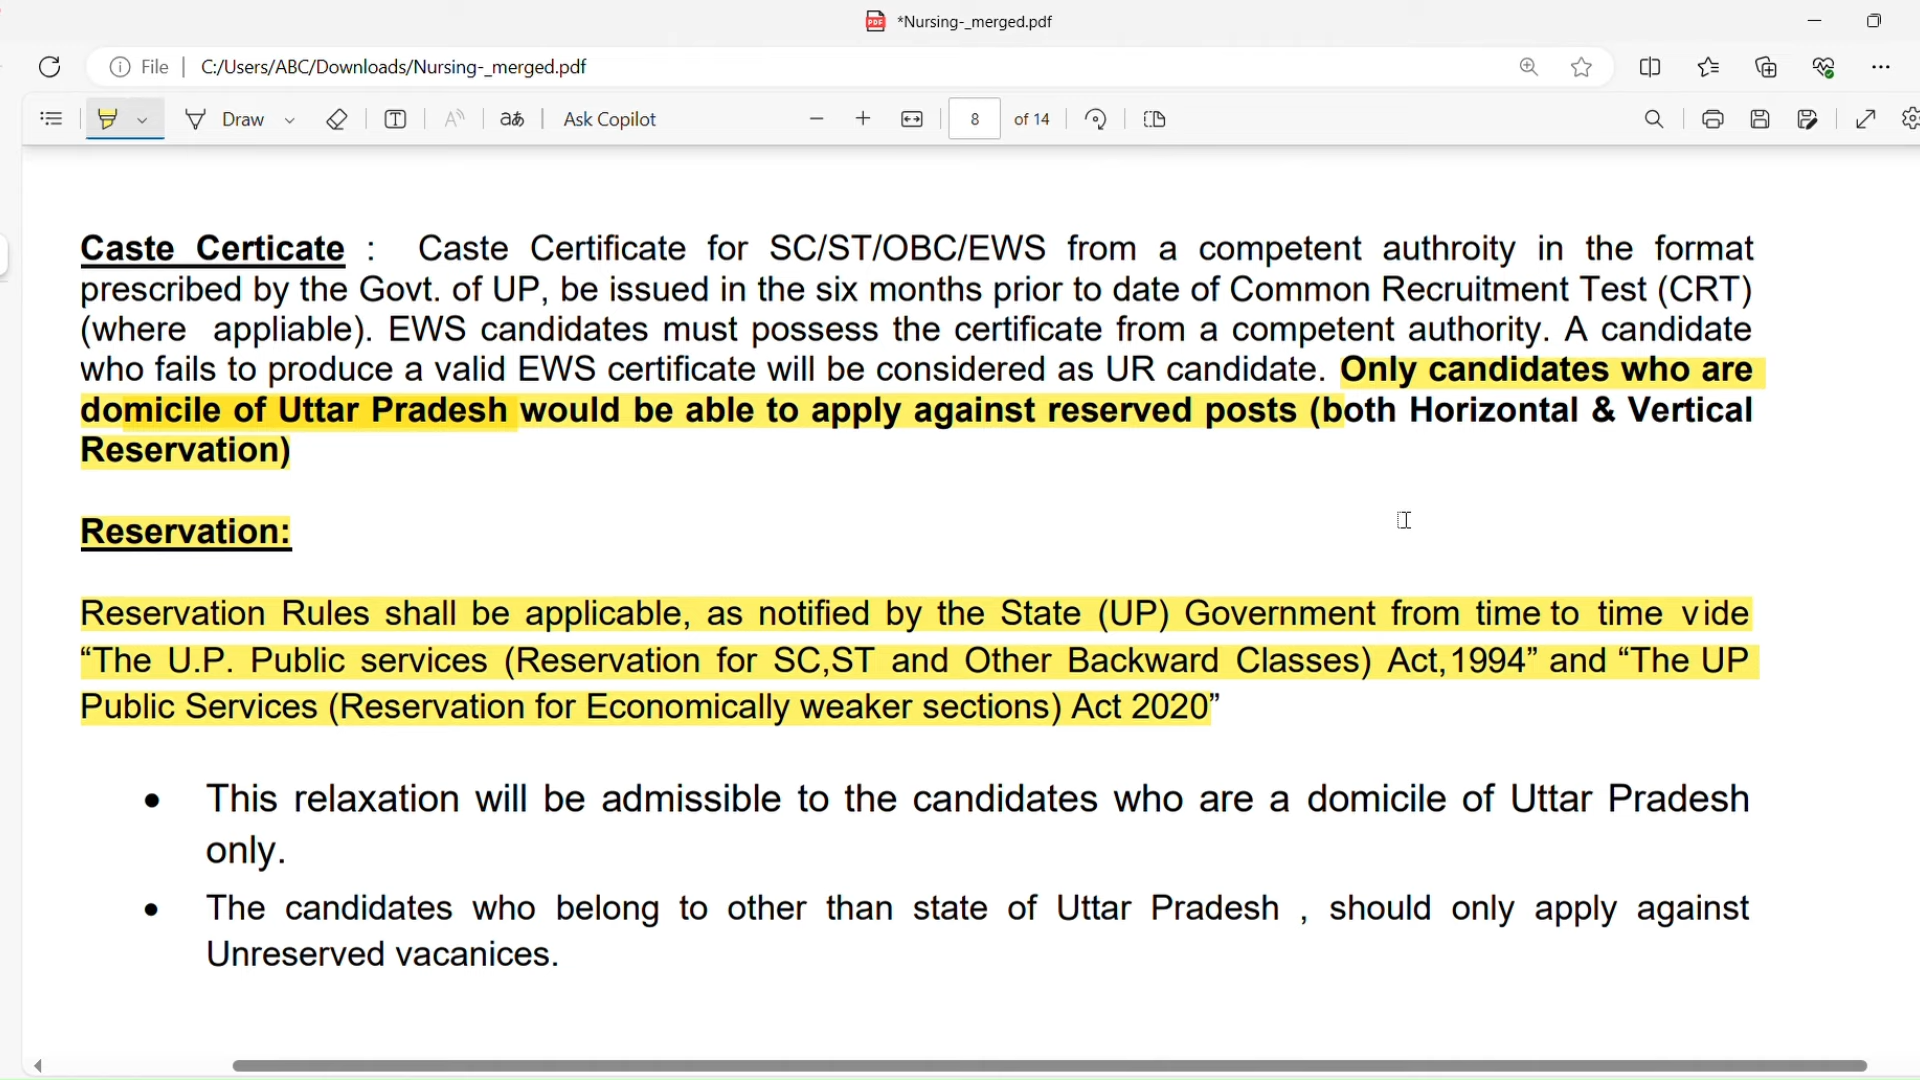 *Nursing-_merged.pdf
File | C:/Users/ABC/Downloads/Nursing-_merged.pdf
Draw aあ Ask Copilot 8 of 14
Caste Certicate : Caste Certificate for SC/ST/OBC/EWS from a competent authroity in the format
prescribed by the Govt. of UP, be issued in the six months prior to date of Common Recruitment Test (CRT)
(where appliable). EWS candidates must possess the certificate from a competent authority. A candidate
who fails to produce a valid EWS certificate will be considered as UR candidate. Only candidates who are
domicile of Uttar Pradesh would be able to apply against reserved posts (both Horizontal & Vertical
Reservation)
Reservation:
Reservation Rules shall be applicable, as notified by the State (UP) Government from time to time vide
“The U.P. Public services (Reservation for SC,ST and Other Backward Classes) Act,1994” and “The UP
Public Services (Reservation for Economically weaker sections) Act 2020”
• This relaxation will be admissible to the candidates who are a domicile of Uttar Pradesh
only.
• The candidates who belong to other than state of Uttar Pradesh , should only apply against
Unreserved vacanices.